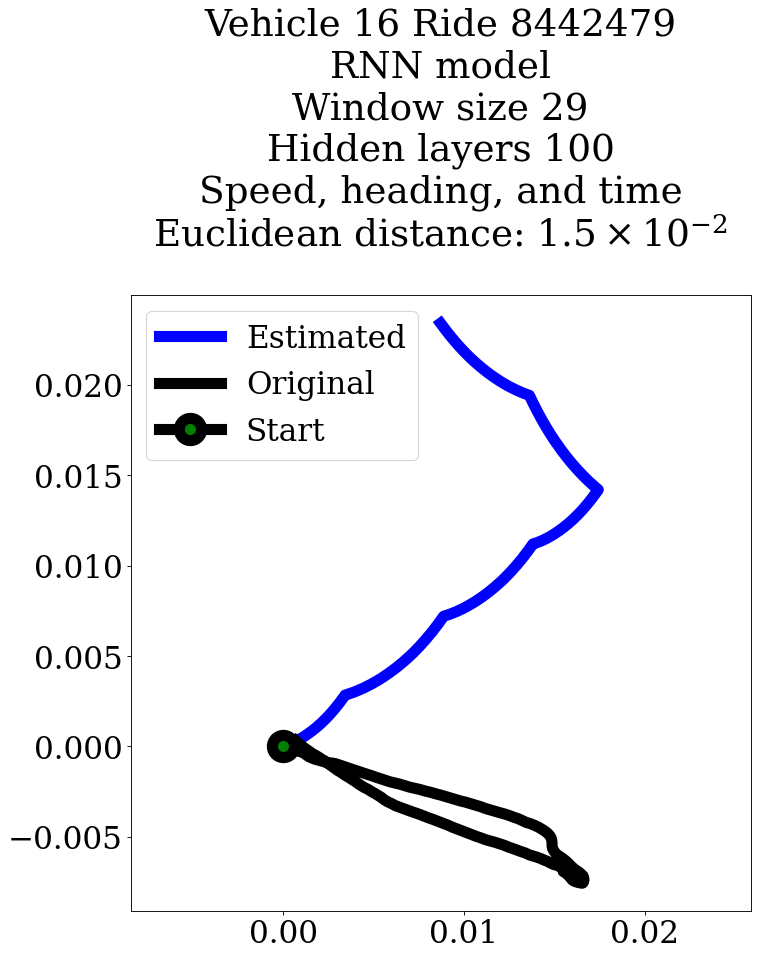 Vehicle 16 Ride 8442479
RNN model
Window size 29
Hidden layers 100
Speed, heading, and time
Euclidean distance: 1.5 × 10⁻²
Estimated
Original
Start
0.020
0.015
0.010
0.005
0.000
−0.005
0.00 0.01 0.02